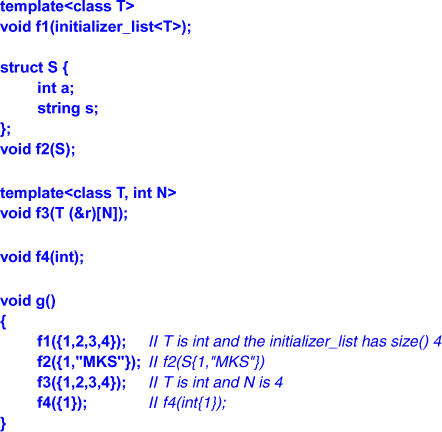 template<class T>
void f1(initializer_list<T>);
struct S {
int a;
string s;
};
void f2(S);
template<class T, int N>
void f3(T (&r)[N]);
void f4(int);
void g()
{
f1({1,2,3,4}); // T is int and the initializer_list has size() 4
f2({1,"MKS"}); // f2(S{1,"MKS"})
f3({1,2,3,4}); // T is int and N is 4
f4({1}); // f4(int{1});
}